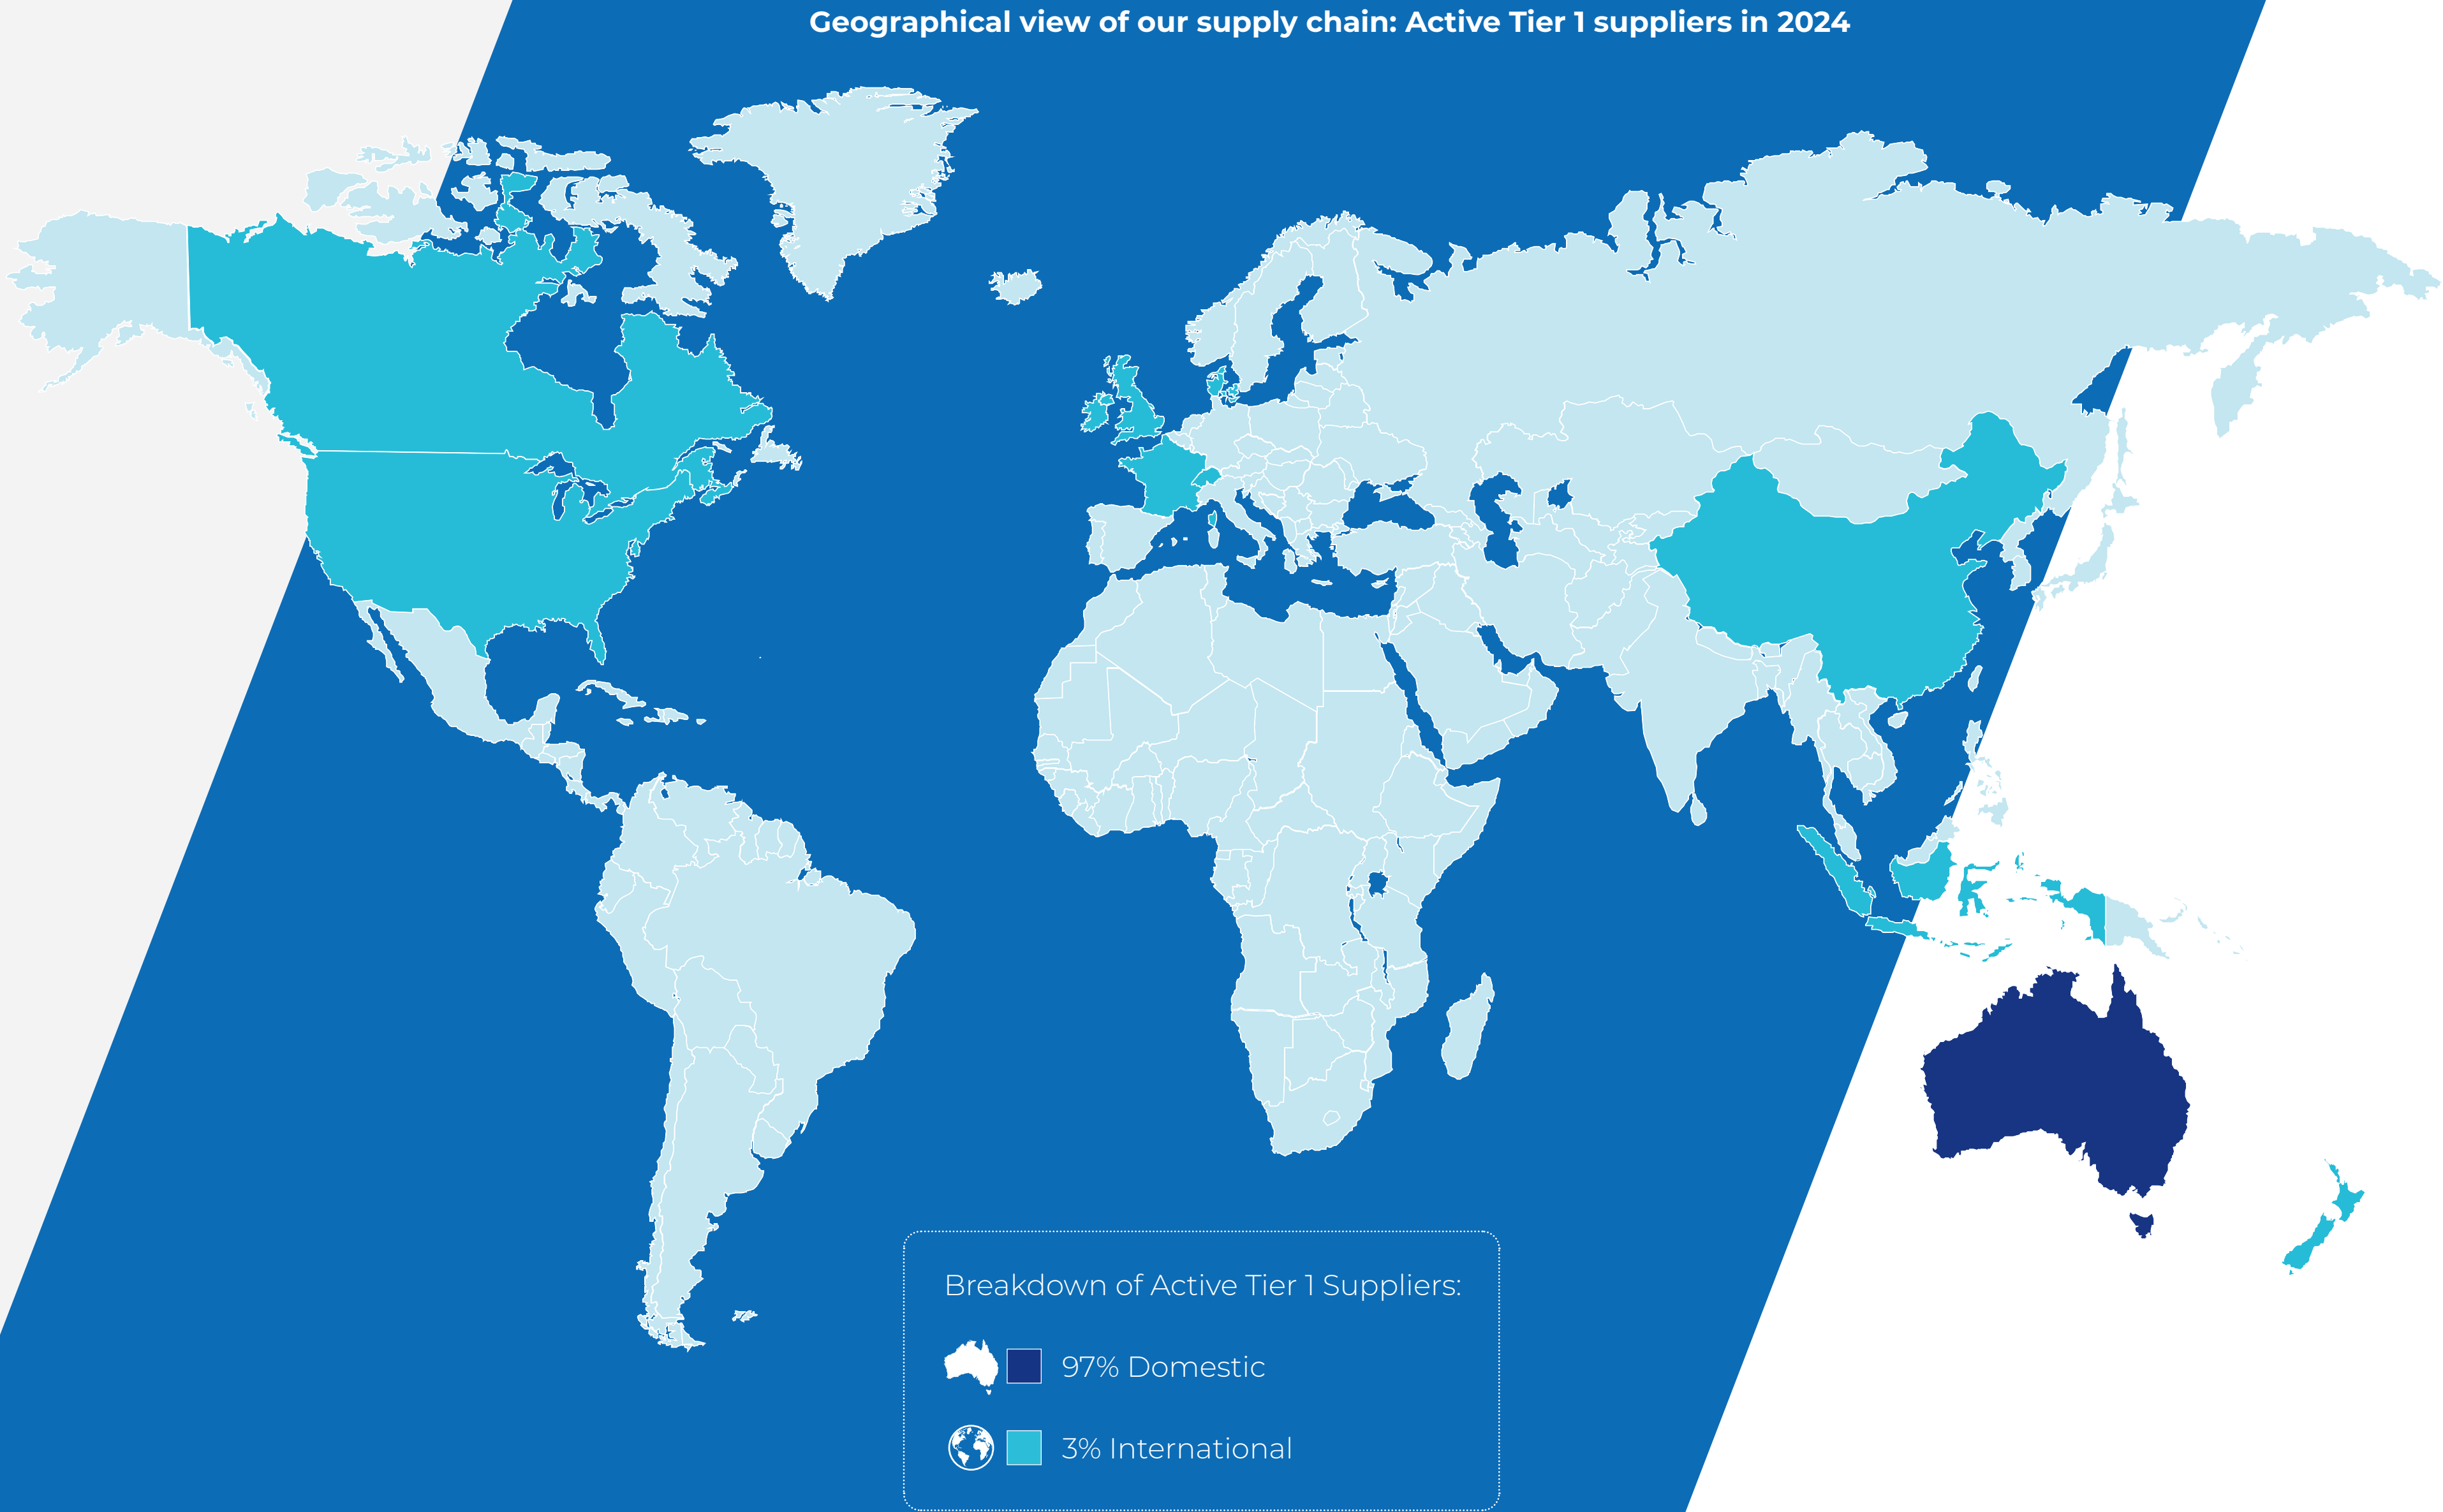 Geographical view of our supply chain: Active Tier 1 suppliers in 2024
Breakdown of Active Tier 1 Suppliers:
97% Domestic
3% International